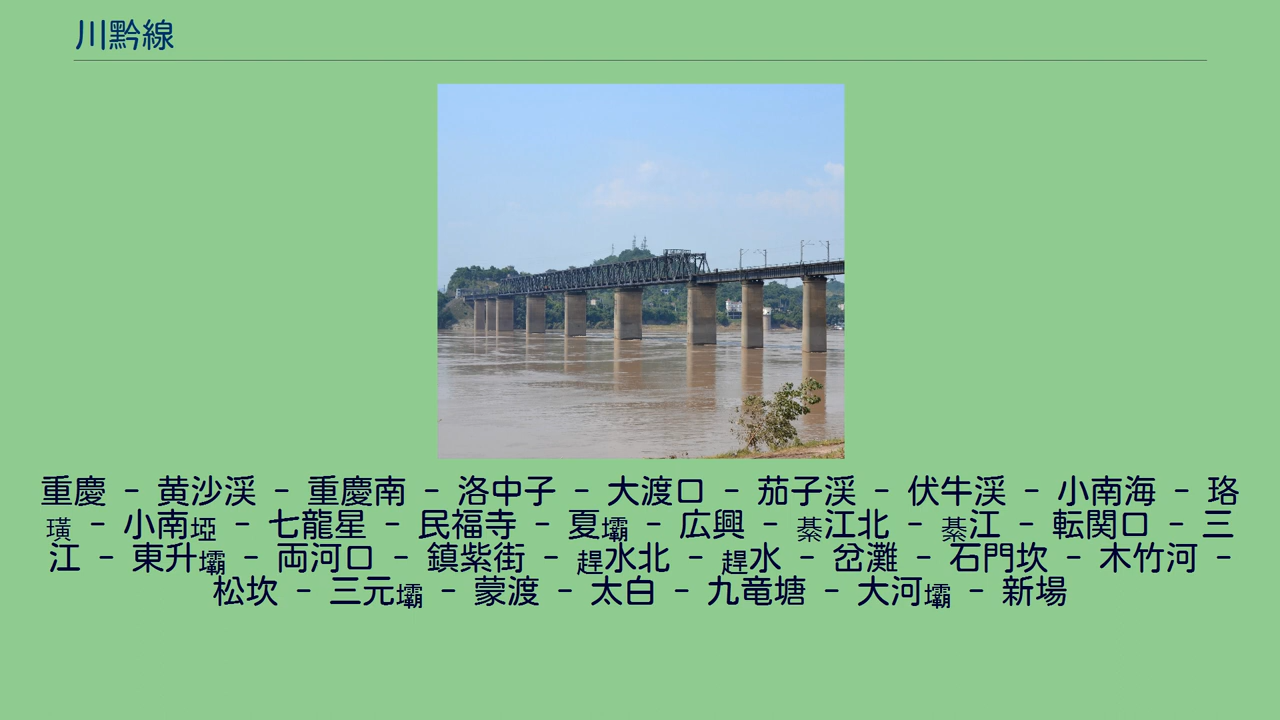 川黔線
重慶 - 黄沙渓 - 重慶南 - 洛中子 - 大渡口 - 茄子渓 - 伏牛渓 - 小南海 - 珞
璜 - 小南埡 - 七龍星 - 民福寺 - 夏壩 - 広興 - 綦江北 - 綦江 - 転関口 - 三
江 - 東升壩 - 両河口 - 鎮紫街 - 趕水北 - 趕水 - 岔灘 - 石門坎 - 木竹河 -
松坎 - 三元壩 - 蒙渡 - 太白 - 九竜塘 - 大河壩 - 新場